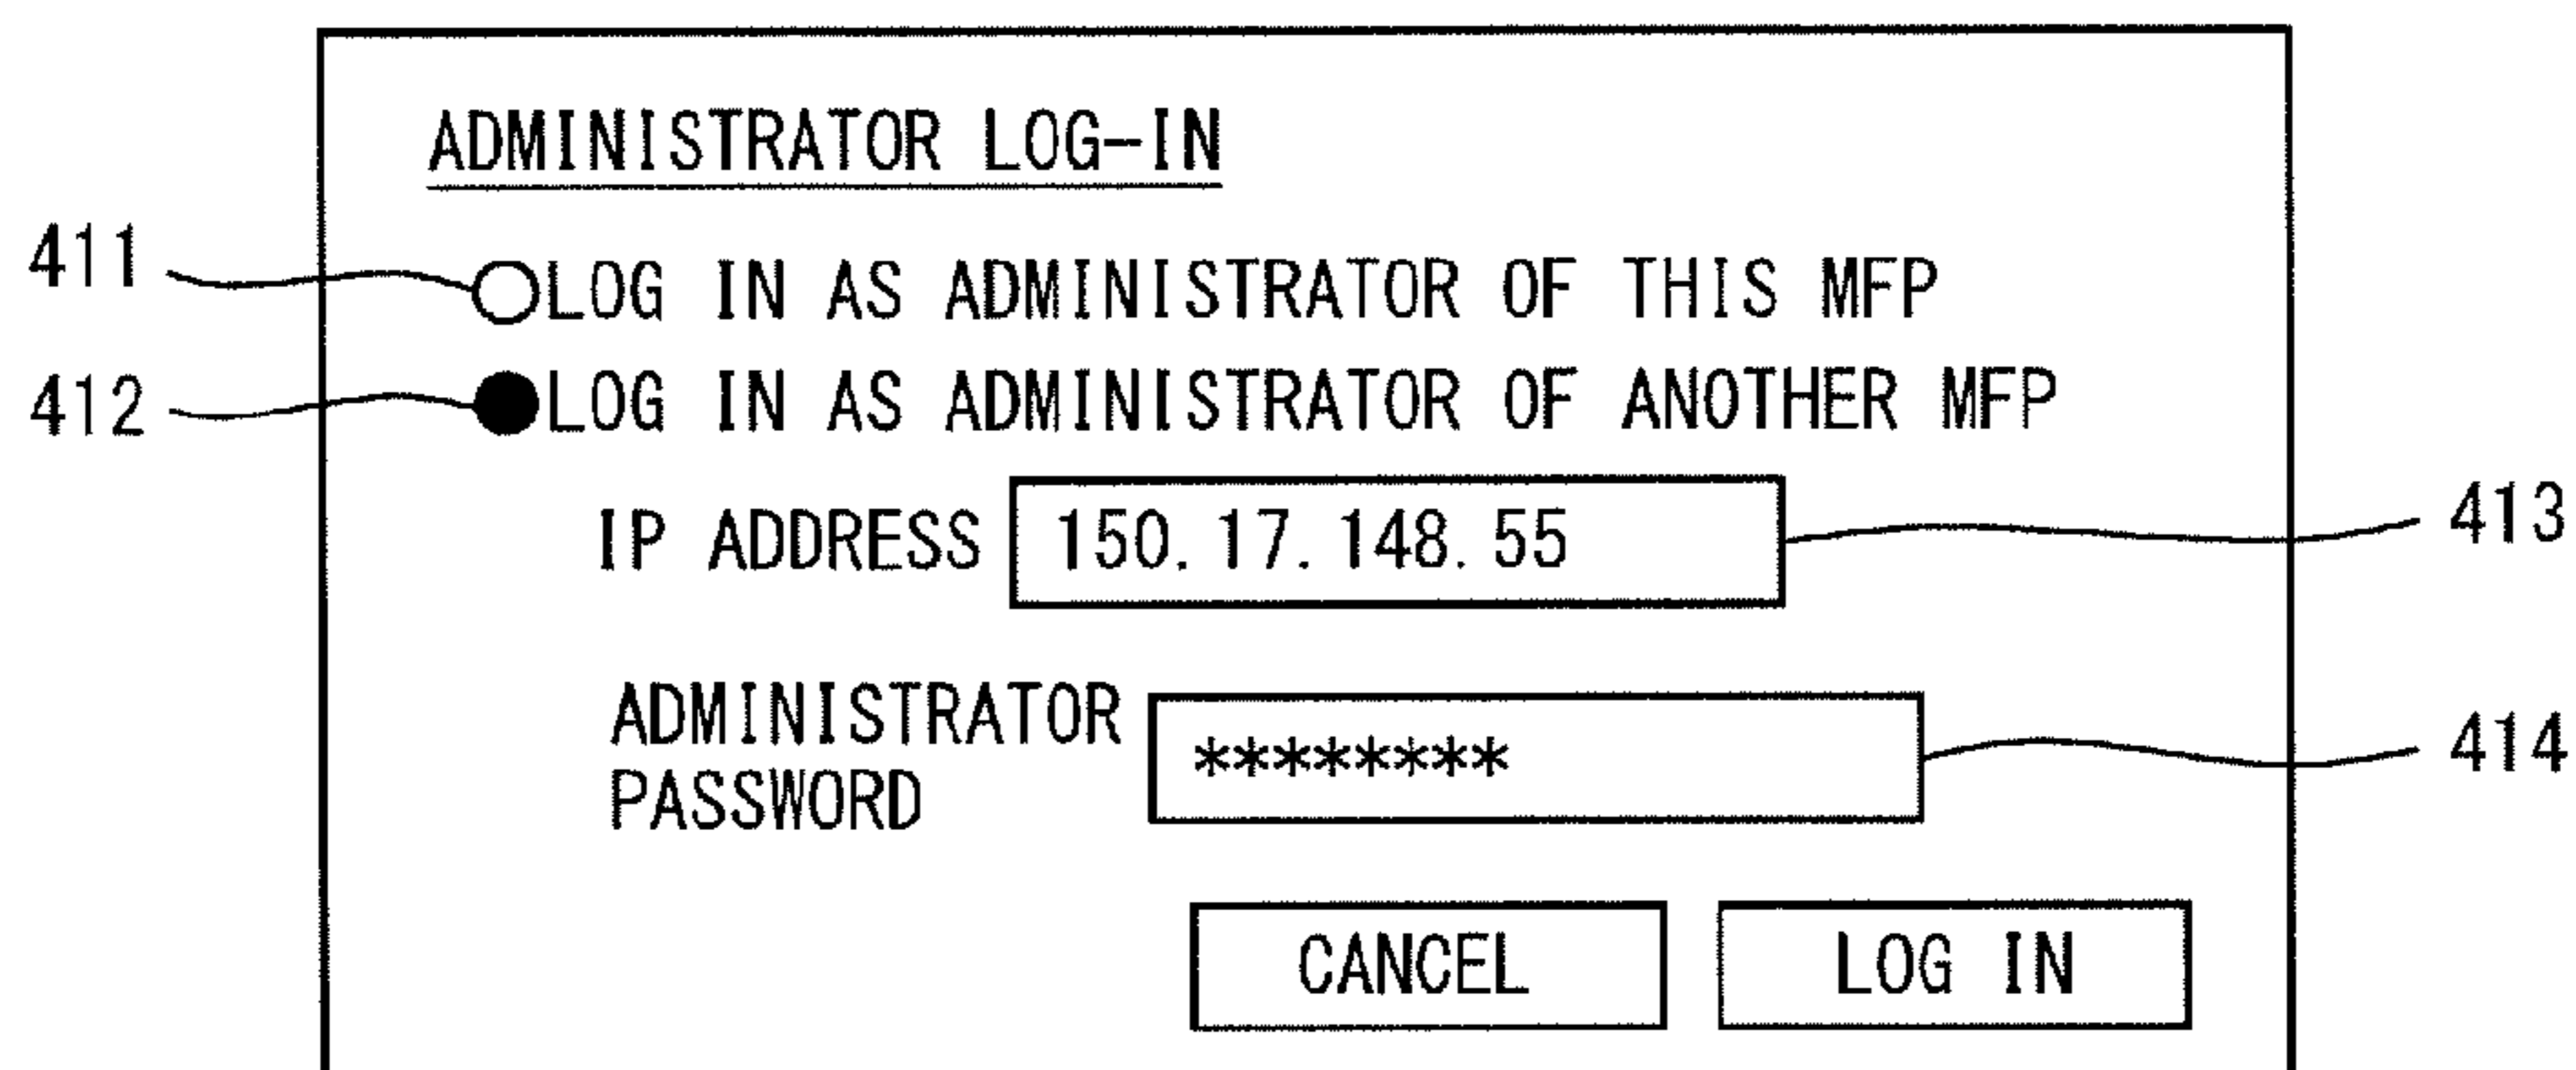 ADMINISTRATOR LOG-IN
411
LOG IN AS ADMINISTRATOR OF THIS MFP
412
LOG IN AS ADMINISTRATOR OF ANOTHER MFP
IP ADDRESS 150.17.148.55
413
ADMINISTRATOR
PASSWORD
********
414
CANCEL
LOG IN